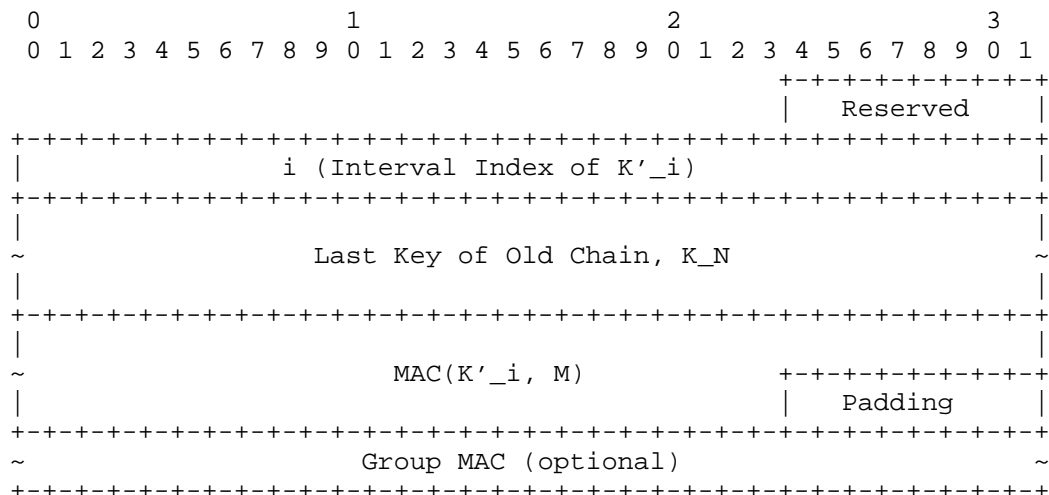 0                   1                   2                   3
 0 1 2 3 4 5 6 7 8 9 0 1 2 3 4 5 6 7 8 9 0 1 2 3 4 5 6 7 8 9 0 1
                                                +-+-+-+-+-+-+-+-+
                                                |   Reserved    |
+-+-+-+-+-+-+-+-+-+-+-+-+-+-+-+-+-+-+-+-+-+-+-+-+-+-+-+-+-+-+-+-+
|                i (Interval Index of K’_i)                     |
+-+-+-+-+-+-+-+-+-+-+-+-+-+-+-+-+-+-+-+-+-+-+-+-+-+-+-+-+-+-+-+-+
|                                                               |
~                  Last Key of Old Chain, K_N                   ~
|                                                               |
+-+-+-+-+-+-+-+-+-+-+-+-+-+-+-+-+-+-+-+-+-+-+-+-+-+-+-+-+-+-+-+-+
|                                                               |
~                       MAC(K’_i, M)            +-+-+-+-+-+-+-+-+
|                                               |   Padding     |
+-+-+-+-+-+-+-+-+-+-+-+-+-+-+-+-+-+-+-+-+-+-+-+-+-+-+-+-+-+-+-+-+
~                     Group MAC (optional)                      ~
+-+-+-+-+-+-+-+-+-+-+-+-+-+-+-+-+-+-+-+-+-+-+-+-+-+-+-+-+-+-+-+-+